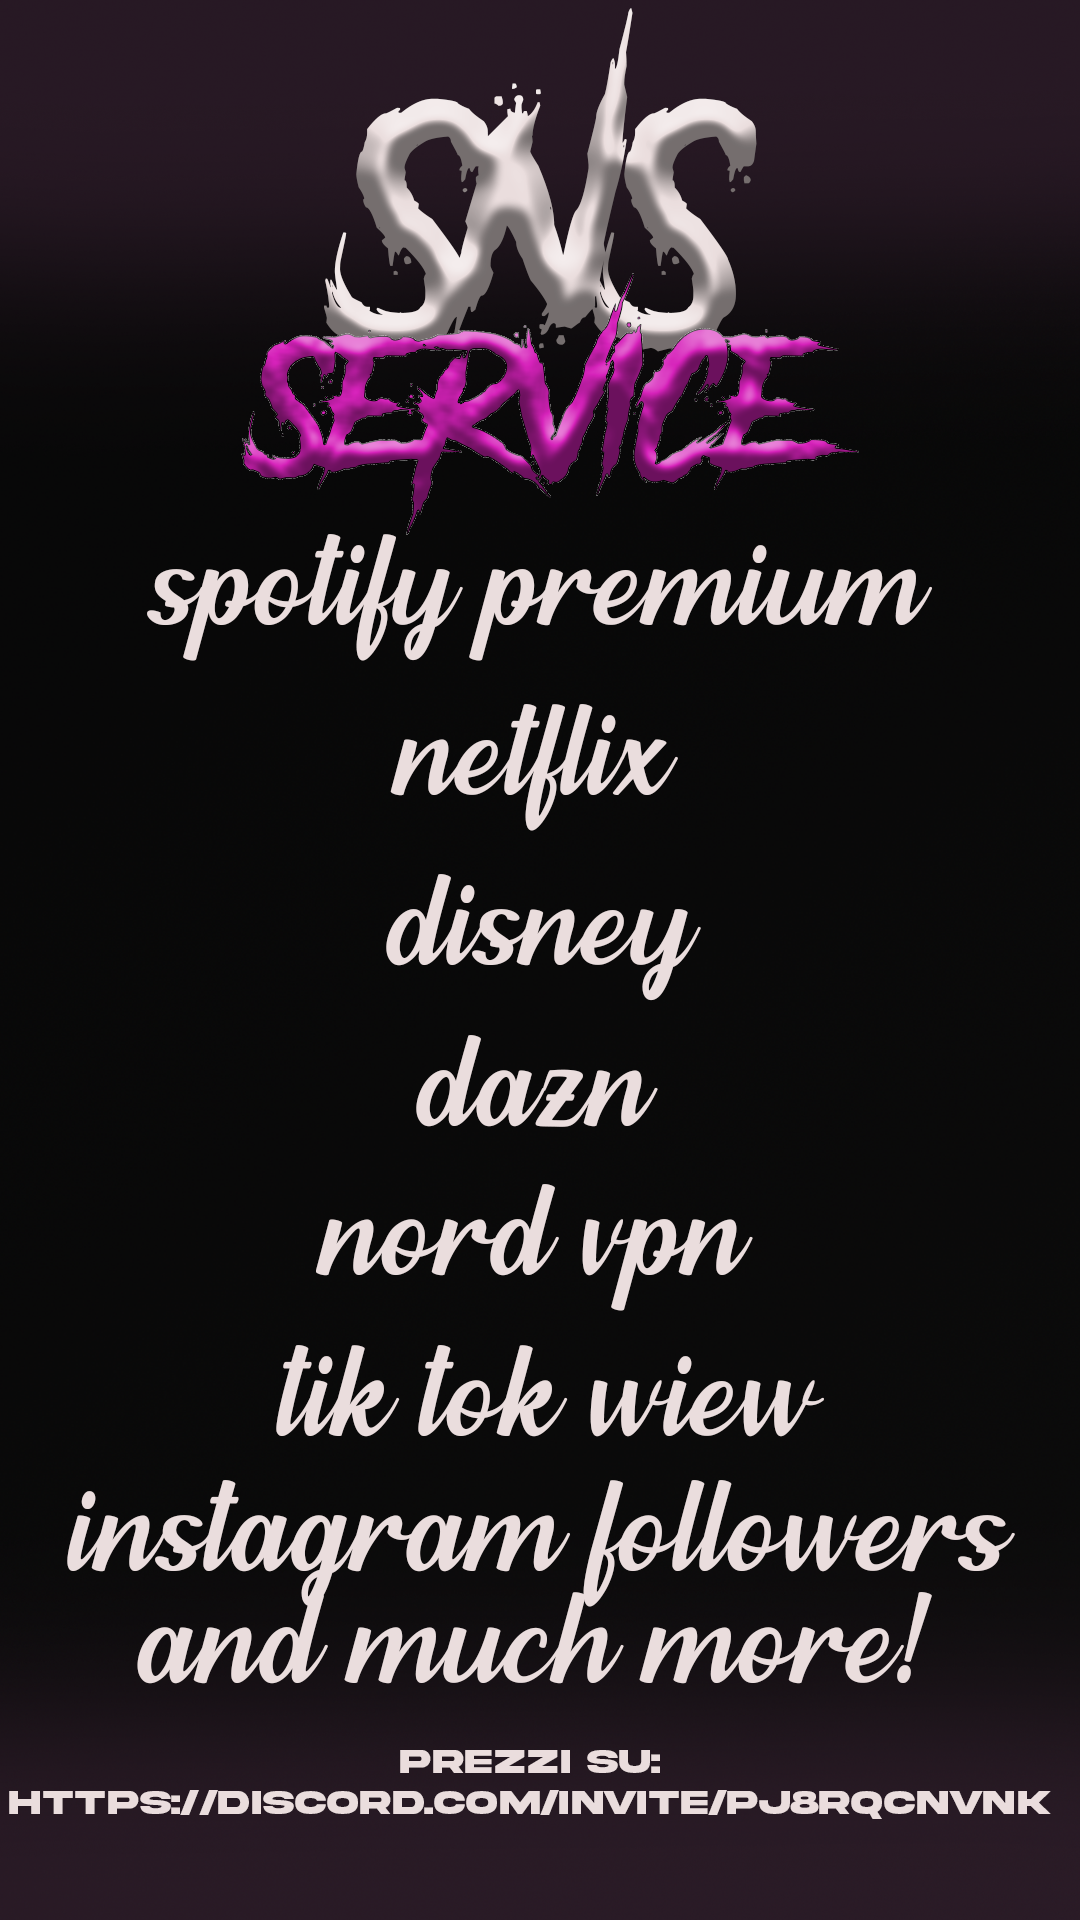 SNS
SERVICE
spotify premium
netflix
disney
dazn
nord vpn
tik tok wiew
instagram followers
and much more!
PREZZI SU:
HTTPS://DISCORD.COM/INVITE/PJ8RQCNVNK